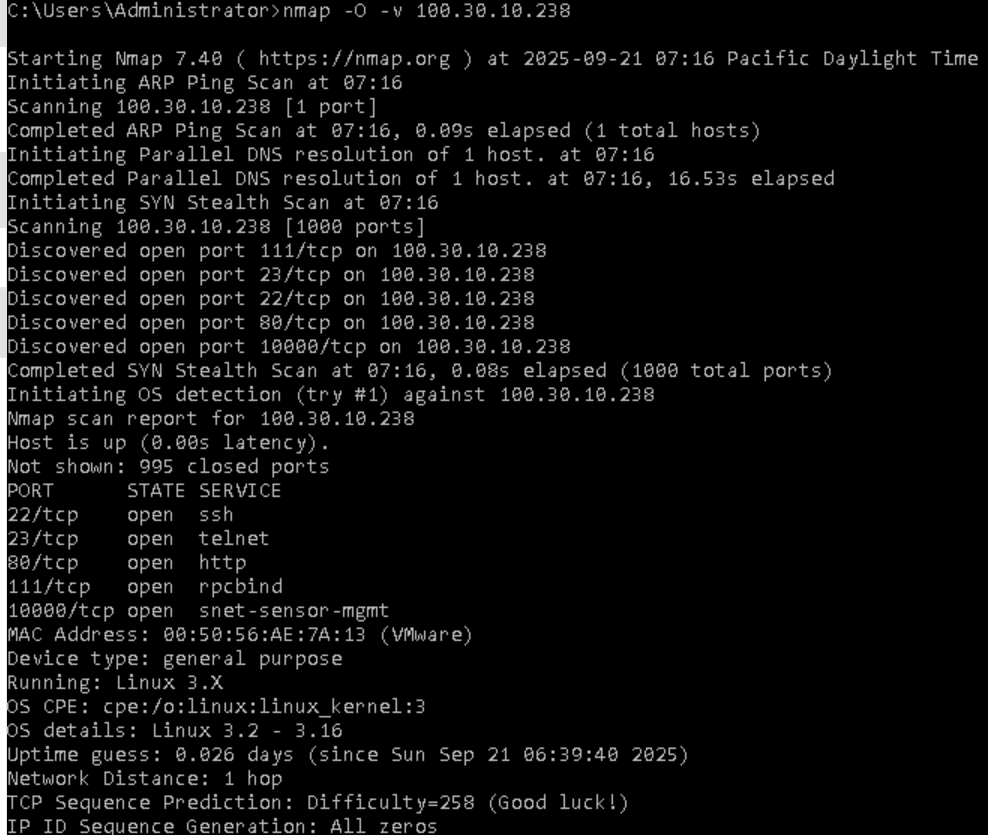 C:\Users\Administrator>nmap -O -v 100.30.10.238
Starting Nmap 7.40 ( https://nmap.org ) at 2025-09-21 07:16 Pacific Daylight Time
Initiating ARP Ping Scan at 07:16
Scanning 100.30.10.238 [1 port]
Completed ARP Ping Scan at 07:16, 0.09s elapsed (1 total hosts)
Initiating Parallel DNS resolution of 1 host. at 07:16
Completed Parallel DNS resolution of 1 host. at 07:16, 16.53s elapsed
Initiating SYN Stealth Scan at 07:16
Scanning 100.30.10.238 [1000 ports]
Discovered open port 111/tcp on 100.30.10.238
Discovered open port 23/tcp on 100.30.10.238
Discovered open port 22/tcp on 100.30.10.238
Discovered open port 80/tcp on 100.30.10.238
Discovered open port 10000/tcp on 100.30.10.238
Completed SYN Stealth Scan at 07:16, 0.08s elapsed (1000 total ports)
Initiating OS detection (try #1) against 100.30.10.238
Nmap scan report for 100.30.10.238
Host is up (0.00s latency).
Not shown: 995 closed ports
PORT      STATE SERVICE
22/tcp    open  ssh
23/tcp    open  telnet
80/tcp    open  http
111/tcp   open  rpcbind
10000/tcp open  snet-sensor-mgmt
MAC Address: 00:50:56:AE:7A:13 (VMware)
Device type: general purpose
Running: Linux 3.X
OS CPE: cpe:/o:linux:linux_kernel:3
OS details: Linux 3.2 - 3.16
Uptime guess: 0.026 days (since Sun Sep 21 06:39:40 2025)
Network Distance: 1 hop
TCP Sequence Prediction: Difficulty=258 (Good luck!)
IP ID Sequence Generation: All zeros